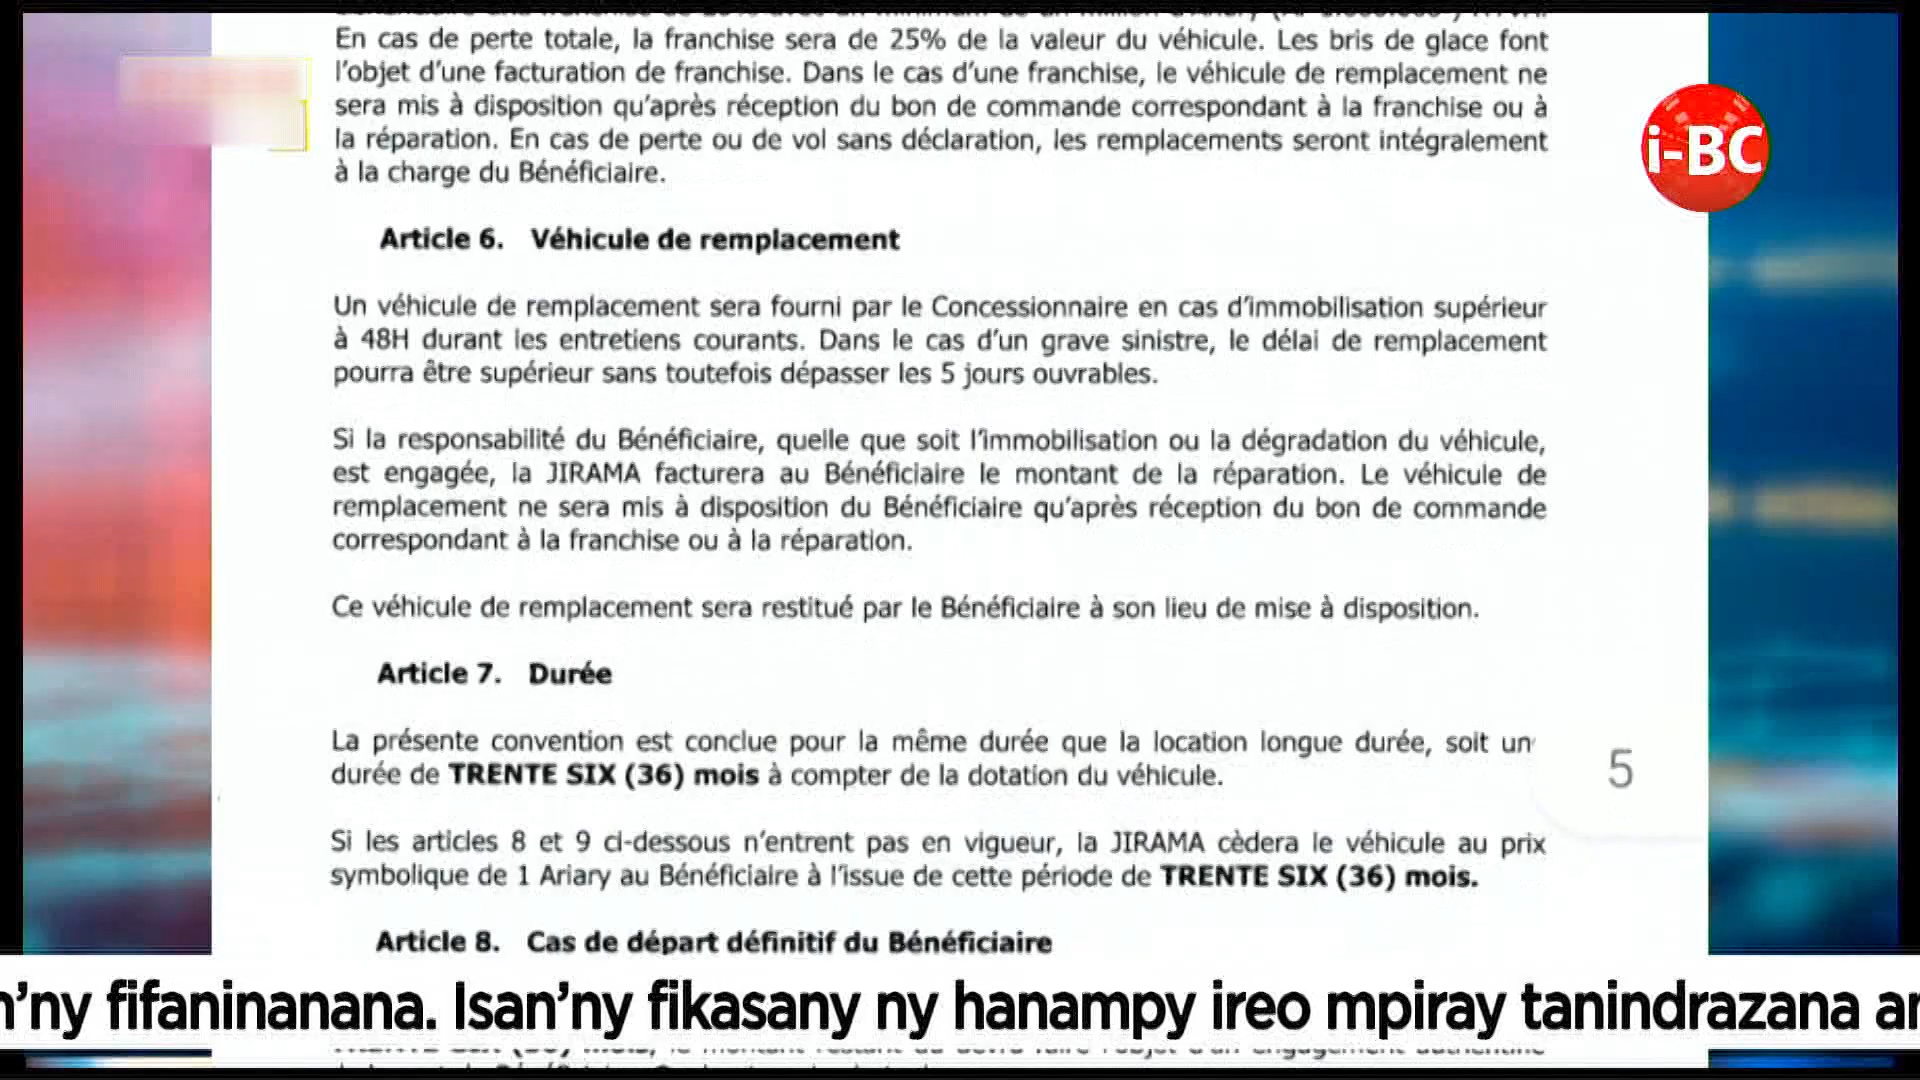 En cas de perte totale, la franchise sera de 25% de la valeur du véhicule. Les bris de glace font
l'objet d'une facturation de franchise. Dans le cas d'une franchise, le véhicule de remplacement ne
sera mis à disposition qu'après réception du bon de commande correspondant à la franchise ou à
la réparation. En cas de perte ou de vol sans déclaration, les remplacements seront intégralement
à la charge du Bénéficiaire.
i-BC
Article 6. Véhicule de remplacement
Un véhicule de remplacement sera fourni par le Concessionnaire en cas d'immobilisation supérieur
à 48H durant les entretiens courants. Dans le cas d'un grave sinistre, le délai de remplacement
pourra être supérieur sans toutefois dépasser les 5 jours ouvrables.
Si la responsabilité du Bénéficiaire, quelle que soit l'immobilisation ou la dégradation du véhicule,
est engagée, la JIRAMA facturera au Bénéficiaire le montant de la réparation. Le véhicule de
remplacement ne sera mis à disposition du Bénéficiaire qu'après réception du bon de commande
correspondant à la franchise ou à la réparation.
Ce véhicule de remplacement sera restitué par le Bénéficiaire à son lieu de mise à disposition.
Article 7. Durée
La présente convention est conclue pour la même durée que la location longue durée, soit un
durée de TRENTE SIX (36) mois à compter de la dotation du véhicule.
5
Si les articles 8 et 9 ci-dessous n'entrent pas en vigueur, la JIRAMA cèdera le véhicule au prix
symbolique de 1 Ariary au Bénéficiaire à l'issue de cette période de TRENTE SIX (36) mois.
Article 8. Cas de départ définitif du Bénéficiaire
n'ny fifaninanana. Isan'ny fikasany ny hanampy ireo mpiray tanindrazana an